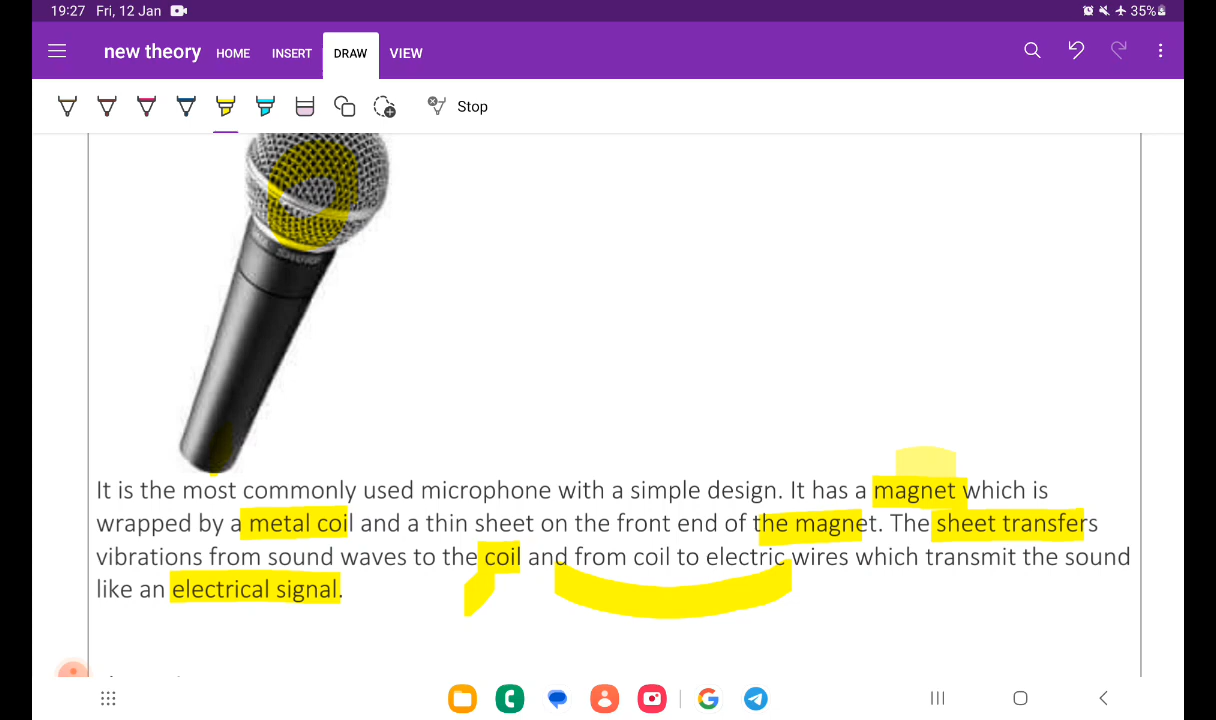 19:27 Fri, 12 Jan 35%
new theory HOME INSERT DRAW VIEW
Stop
SHURE
It is the most commonly used microphone with a simple design. It has a magnet which is
wrapped by a metal coil and a thin sheet on the front end of the magnet. The sheet transfers
vibrations from sound waves to the coil and from coil to electric wires which transmit the sound
like an electrical signal.